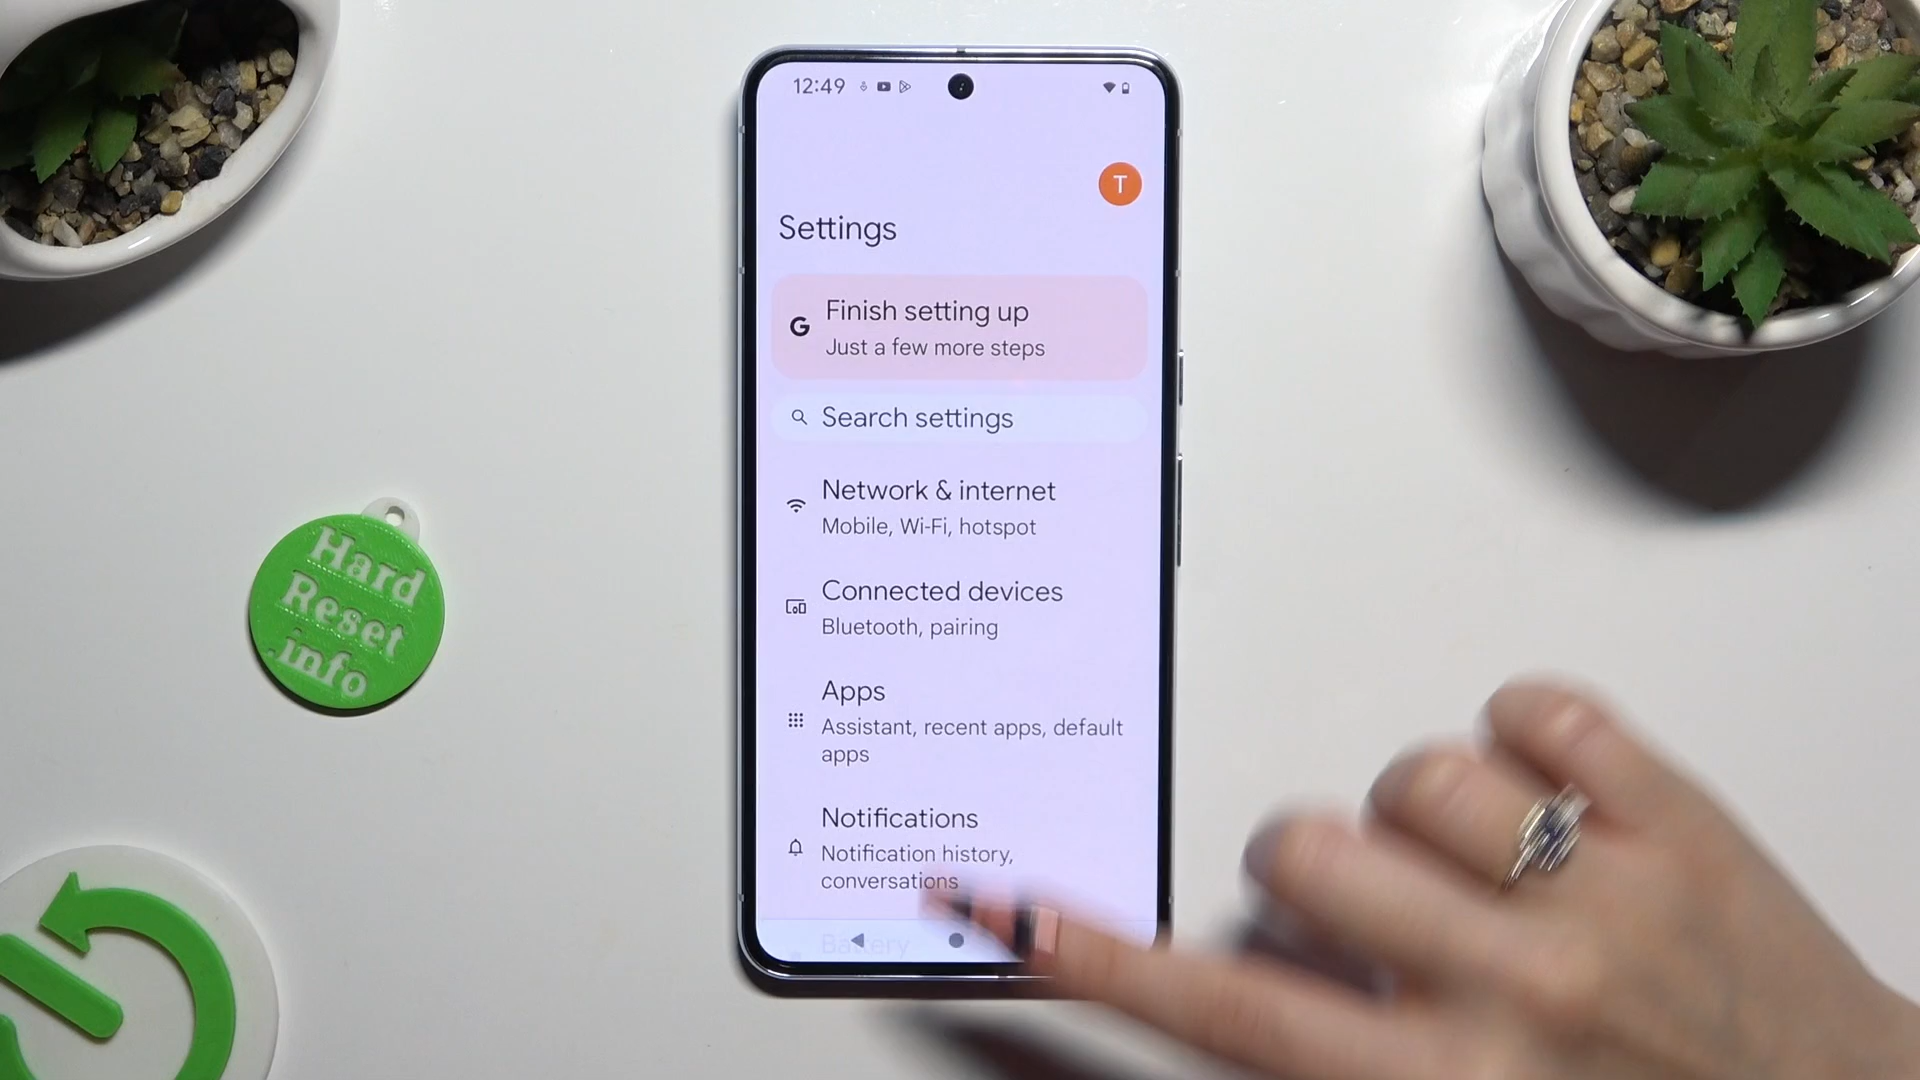 12:49
T
Settings
Finish setting up
Just a few more steps
Search settings
Network & internet
Mobile, Wi-Fi, hotspot
Connected devices
Bluetooth, pairing
Apps
Assistant, recent apps, default
apps
Notifications
Notification history,
conversations
Battery
Hard
Reset
.info